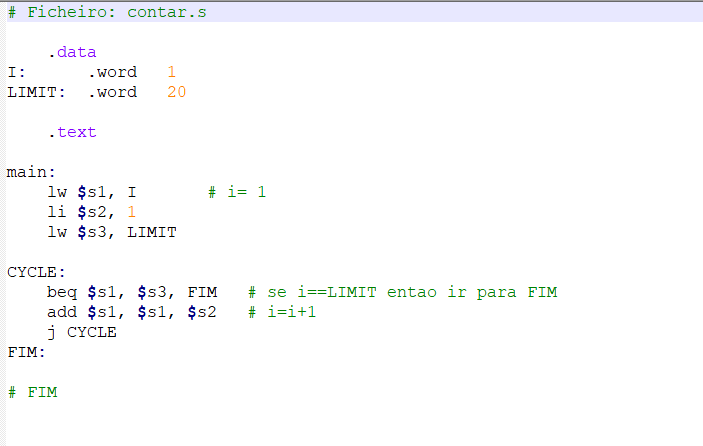 # Ficheiro: contar.s
.data
I: .word 1
LIMIT: .word 20
.text
main:
lw $s1, I # i= 1
li $s2, 1
lw $s3, LIMIT
CYCLE:
beq $s1, $s3, FIM # se i==LIMIT entao ir para FIM
add $s1, $s1, $s2 # i=i+1
j CYCLE
FIM:
# FIM